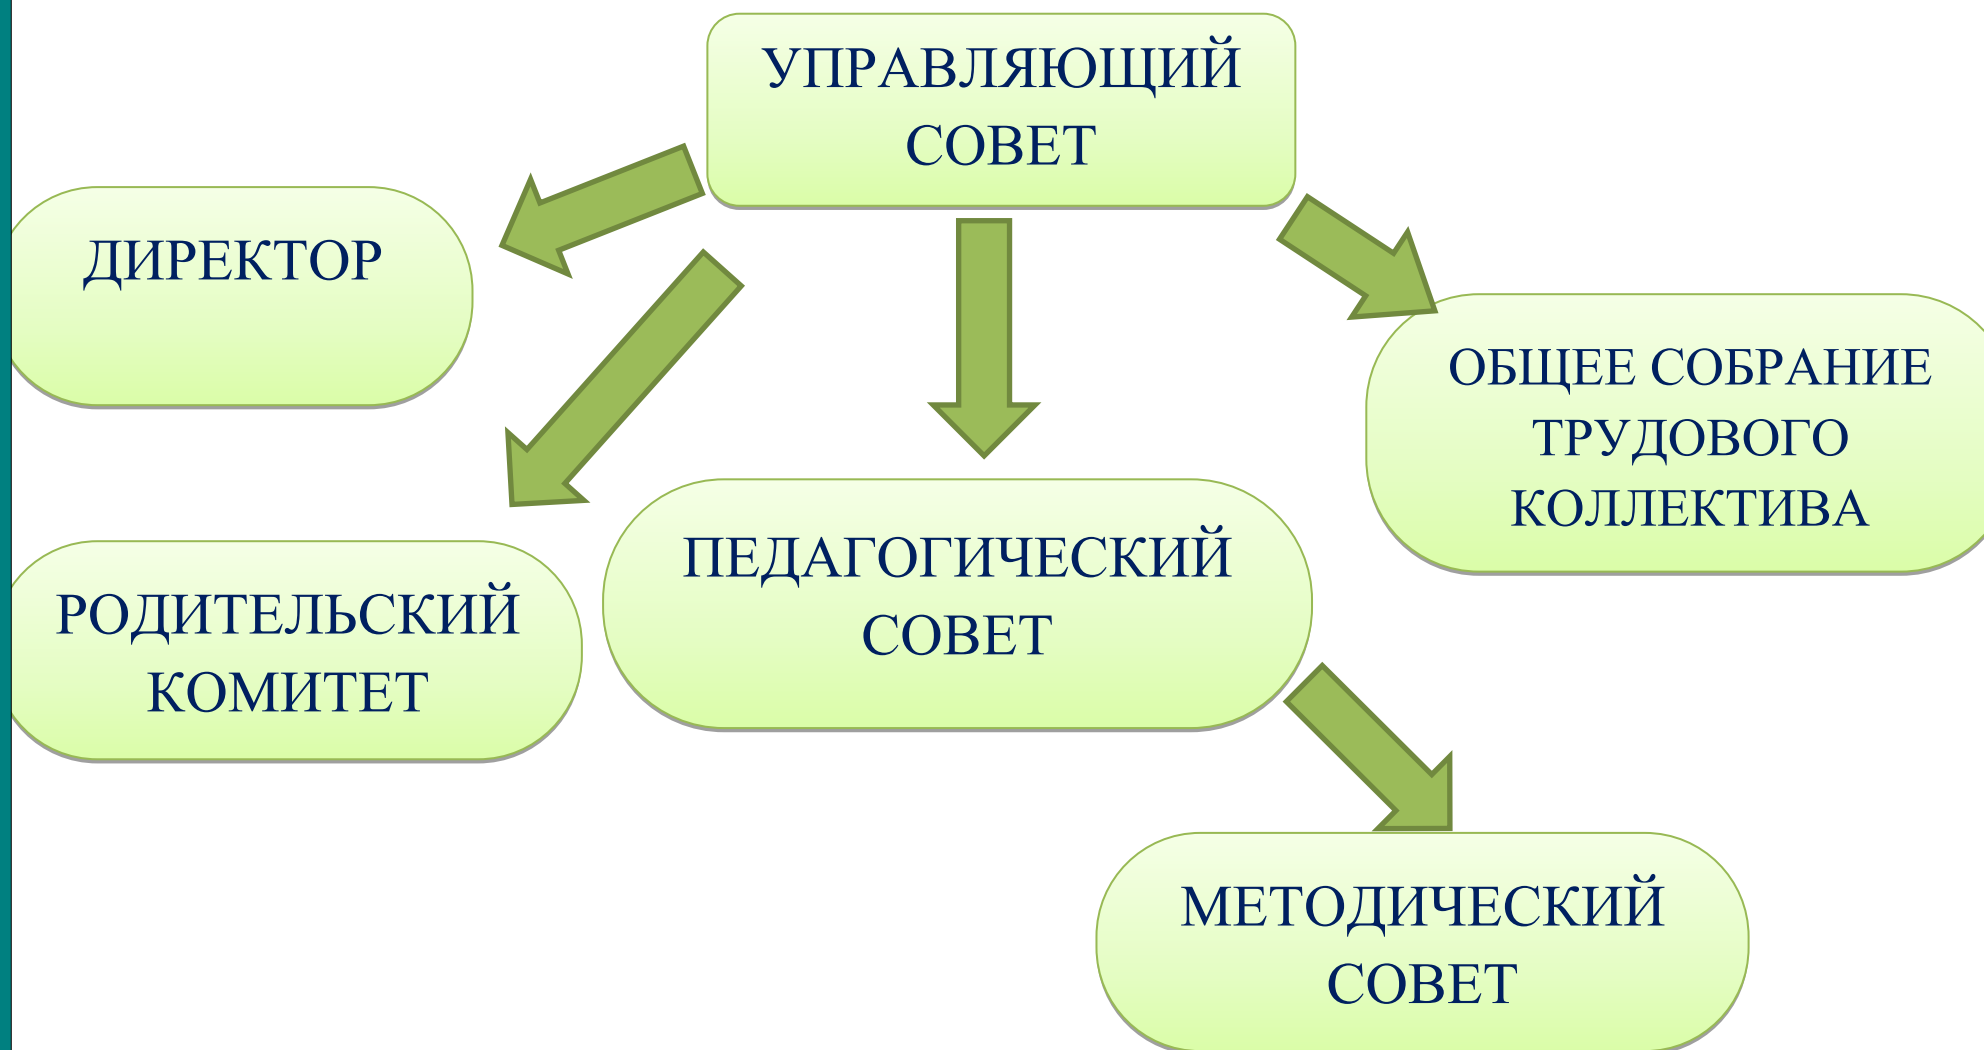 УПРАВЛЯЮЩИЙ
СОВЕТ
ДИРЕКТОР
ОБЩЕЕ СОБРАНИЕ
ТРУДОВОГО
КОЛЛЕКТИВА
ПЕДАГОГИЧЕСКИЙ
СОВЕТ
РОДИТЕЛЬСКИЙ
КОМИТЕТ
МЕТОДИЧЕСКИЙ
СОВЕТ